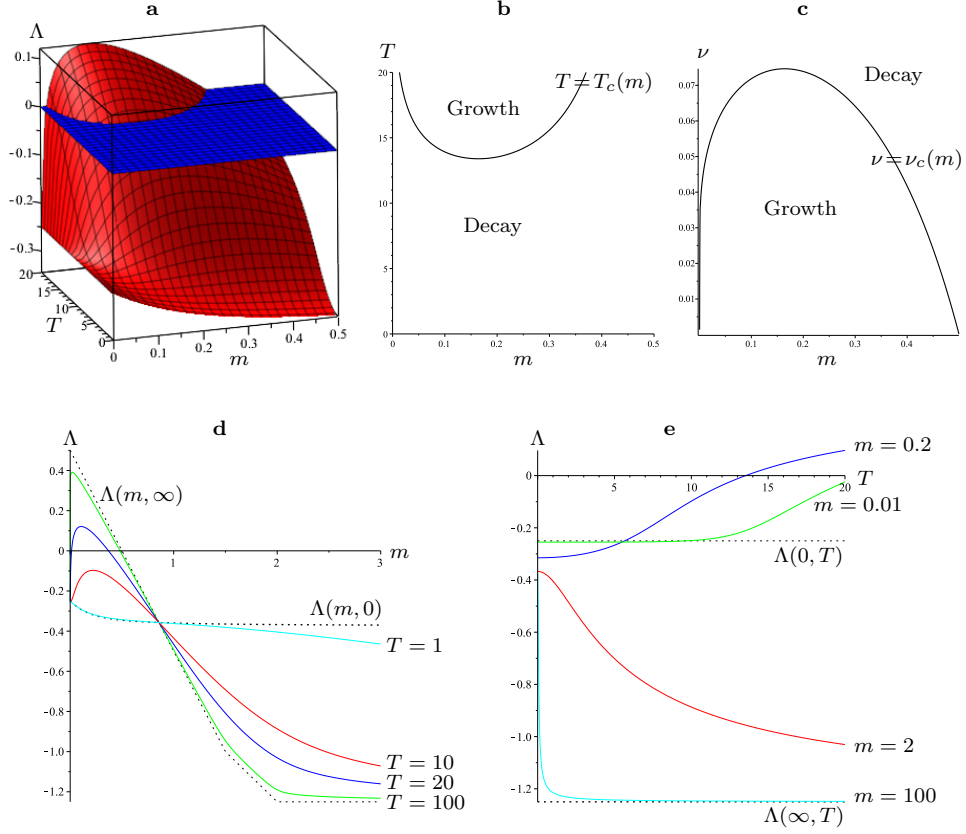 a
Λ
0.1
0
−0.1
−0.2
−0.3
20
15
10
5
0
T
0
0.1
0.2
0.3
0.4
0.5
m
b
T
20
15
10
5
0
0
0.1
0.2
0.3
0.4
0.5
m
T = T_c(m)
Growth
Decay
c
ν
0.07
0.06
0.05
0.04
0.03
0.02
0.01
0.1
0.2
0.3
0.4
m
Decay
ν = ν_c(m)
Growth
d
Λ
0.4
0.2
0
−0.2
−0.4
−0.6
−0.8
−1.0
−1.2
1
2
3
m
Λ(m, ∞)
Λ(m, 0)
T = 1
T = 10
T = 20
T = 100
e
Λ
0
−0.2
−0.4
−0.6
−0.8
−1.0
−1.2
5
10
15
20
T
m = 0.2
m = 0.01
Λ(0, T)
m = 2
m = 100
Λ(∞, T)